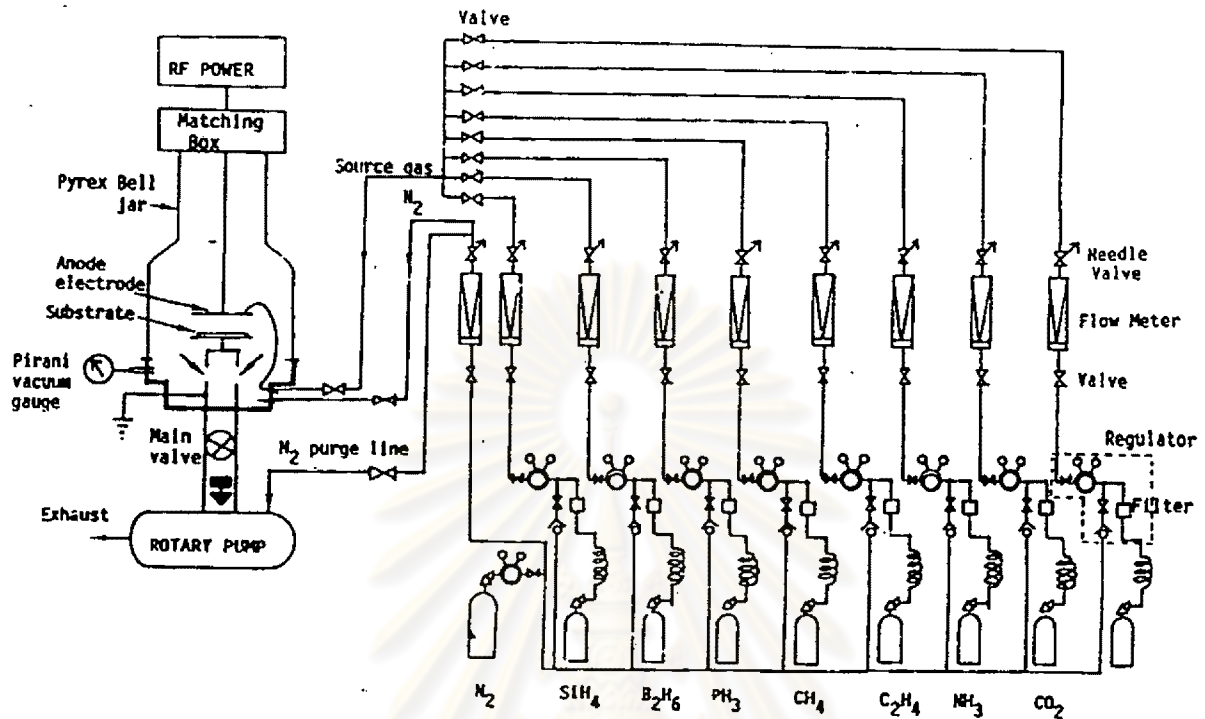 Valve
RF POWER
Matching
Box
Source gas
Pyrex Bell
jar
N2
Anode
electrode
Needle
Valve
Substrate
Flow Meter
Pirani
vacuum
gauge
Valve
Main
valve
N2 purge line
Regulator
Exhaust
Filter
ROTARY PUMP
N2
SiH4
B2H6
PH3
CH4
C2H4
NH3
CO2